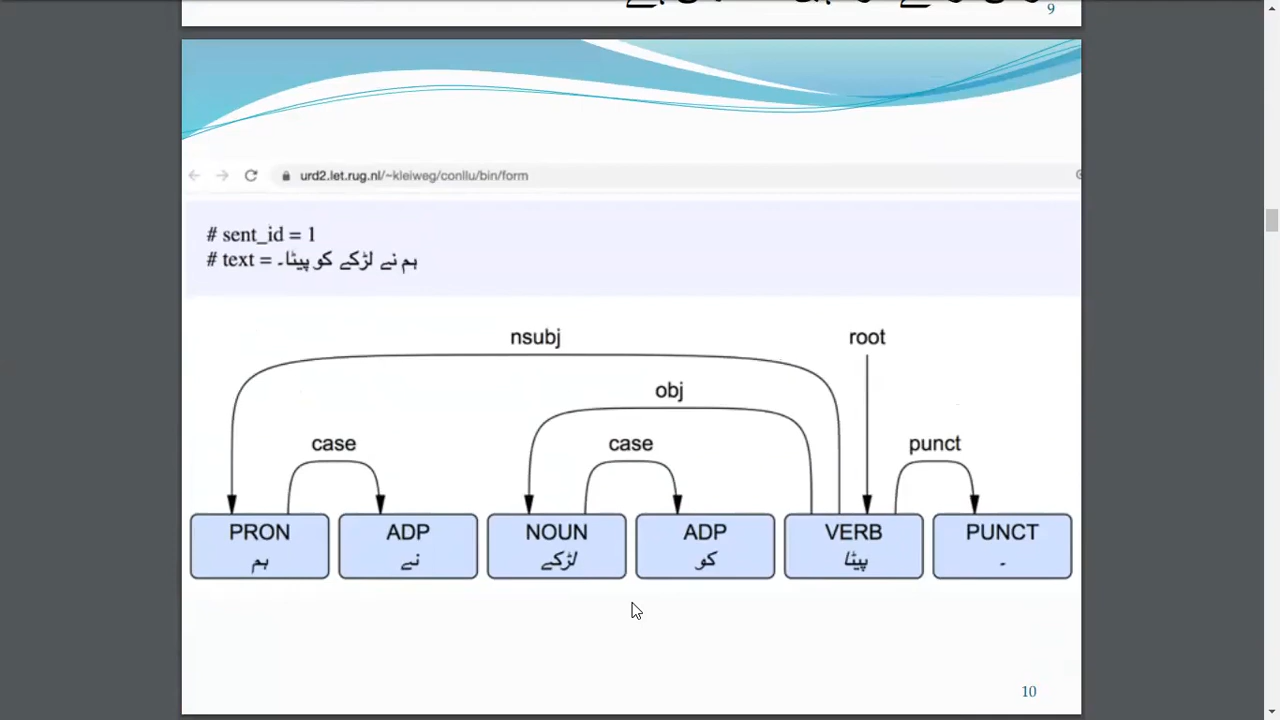 9
urd2.let.rug.nl/~kleiweg/conllu/bin/form
# sent_id = 1
# text = ہم نے لڑکے کو پیٹا۔
nsubj
root
obj
case
case
punct
PRON
ADP
NOUN
ADP
VERB
PUNCT
ہم
نے
لڑکے
کو
پیٹا
۔
10